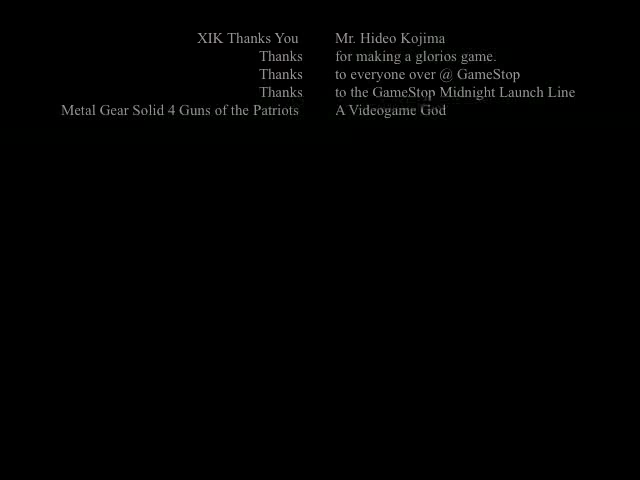 XIK Thanks You Mr. Hideo Kojima
Thanks for making a glorios game.
Thanks to everyone over @ GameStop
Thanks to the GameStop Midnight Launch Line
Metal Gear Solid 4 Guns of the Patriots A Videogame God